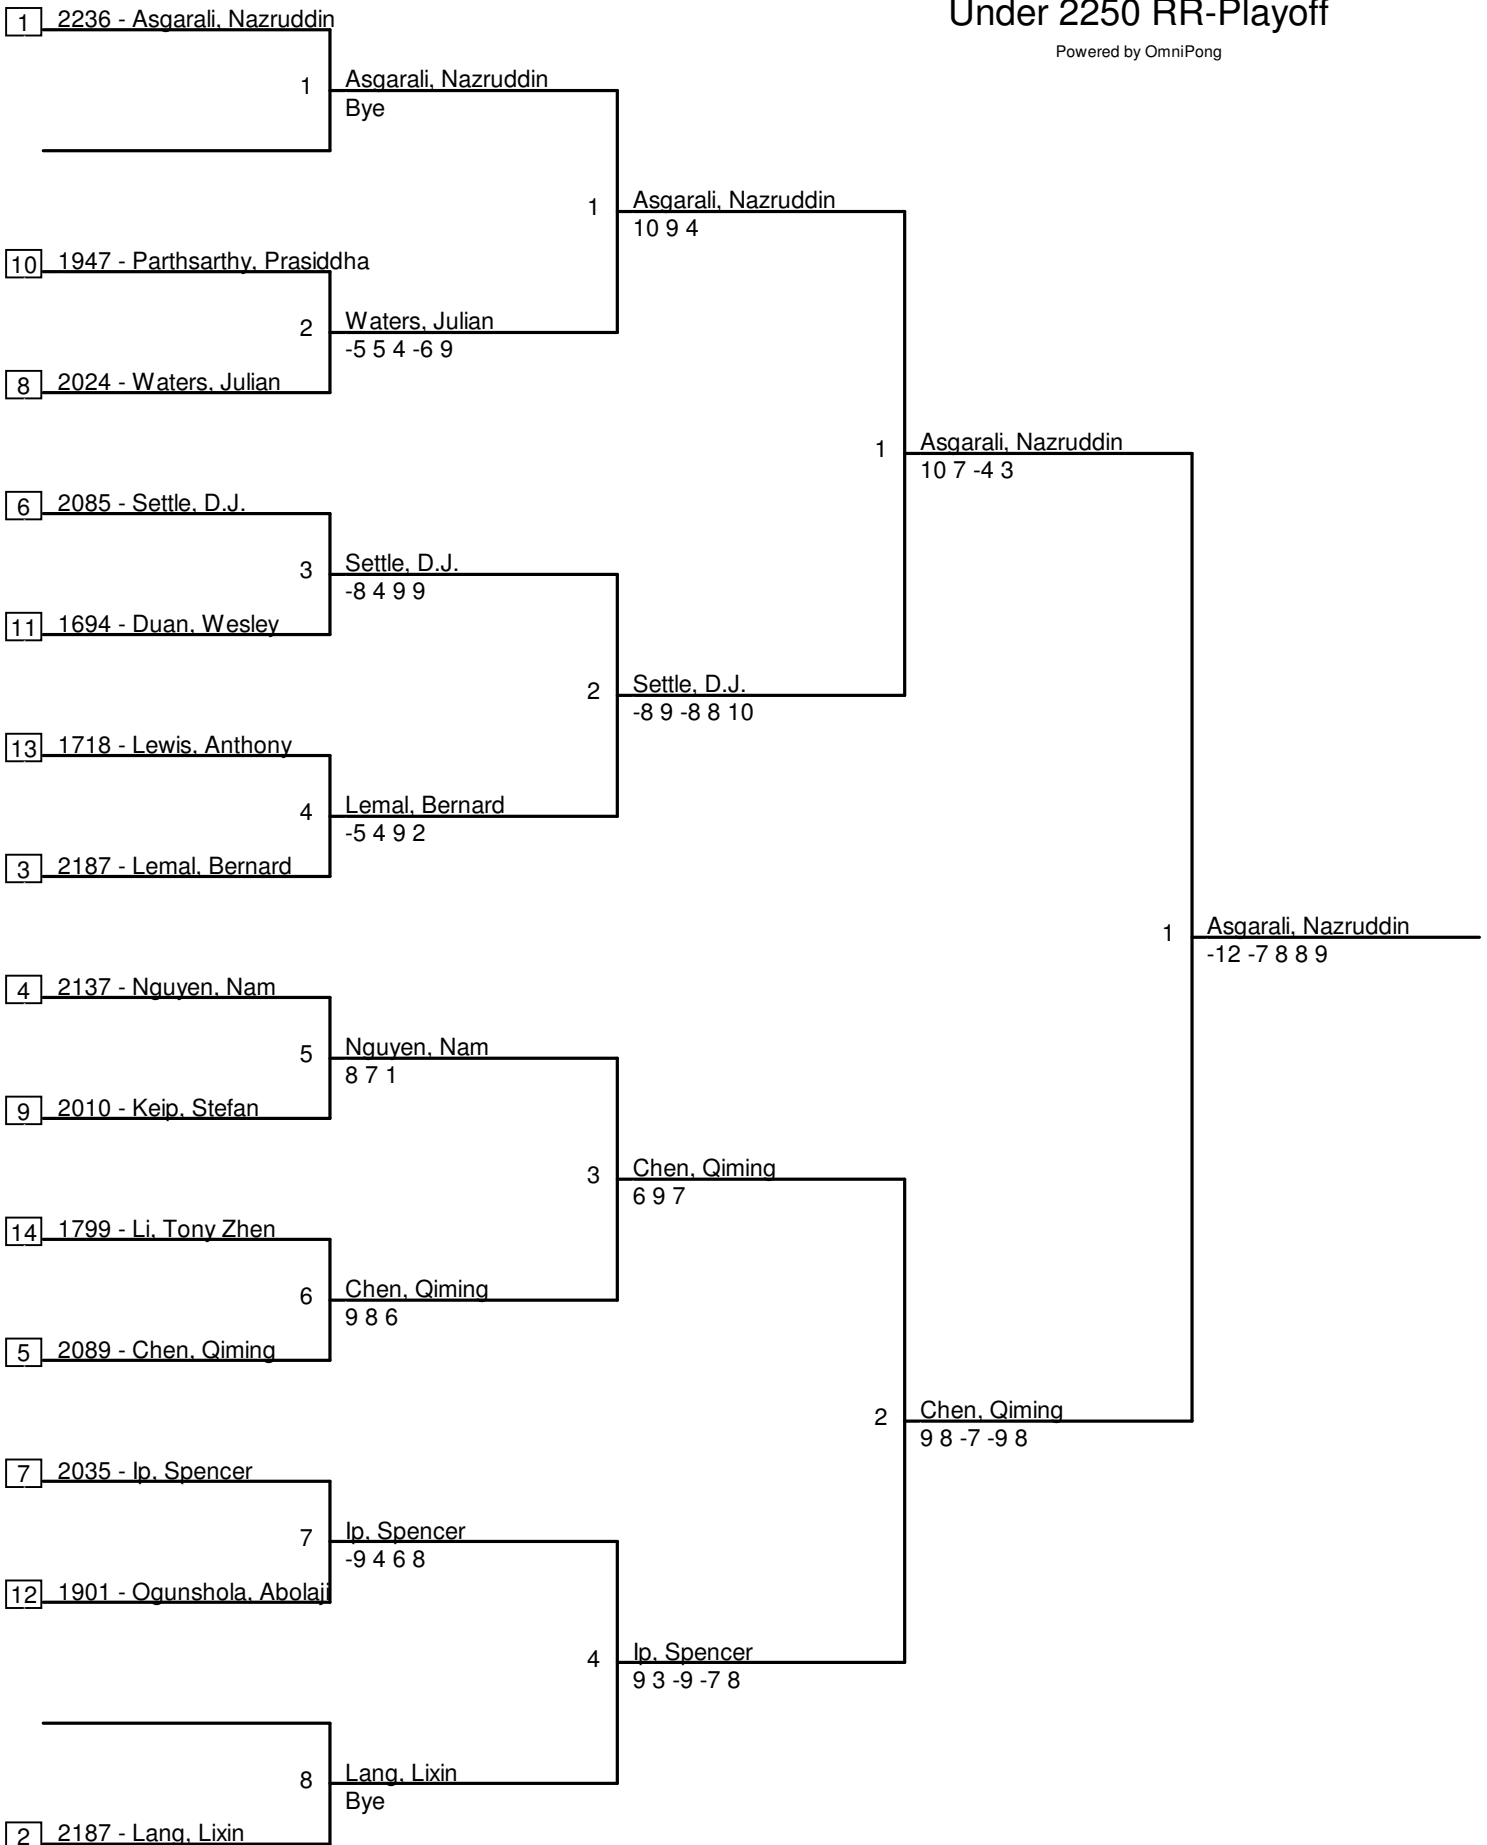 Under 2250 RR-Playoff
Powered by OmniPong
1 2236 - Asgarali, Nazruddin
1 Asgarali, Nazruddin
Bye
1 Asgarali, Nazruddin
10 9 4
10 1947 - Parthsarthy, Prasiddha
2 Waters, Julian
-5 5 4 -6 9
8 2024 - Waters, Julian
1 Asgarali, Nazruddin
10 7 -4 3
6 2085 - Settle, D.J.
3 Settle, D.J.
-8 4 9 9
11 1694 - Duan, Wesley
2 Settle, D.J.
-8 9 -8 8 10
13 1718 - Lewis, Anthony
4 Lemal, Bernard
-5 4 9 2
3 2187 - Lemal, Bernard
1 Asgarali, Nazruddin
-12 -7 8 8 9
4 2137 - Nguyen, Nam
5 Nguyen, Nam
8 7 1
9 2010 - Keip, Stefan
3 Chen, Qiming
6 9 7
14 1799 - Li, Tony Zhen
6 Chen, Qiming
9 8 6
5 2089 - Chen, Qiming
2 Chen, Qiming
9 8 -7 -9 8
7 2035 - Ip, Spencer
7 Ip, Spencer
-9 4 6 8
12 1901 - Ogunshola, Abolaji
4 Ip, Spencer
9 3 -9 -7 8
8 Lang, Lixin
Bye
2 2187 - Lang, Lixin